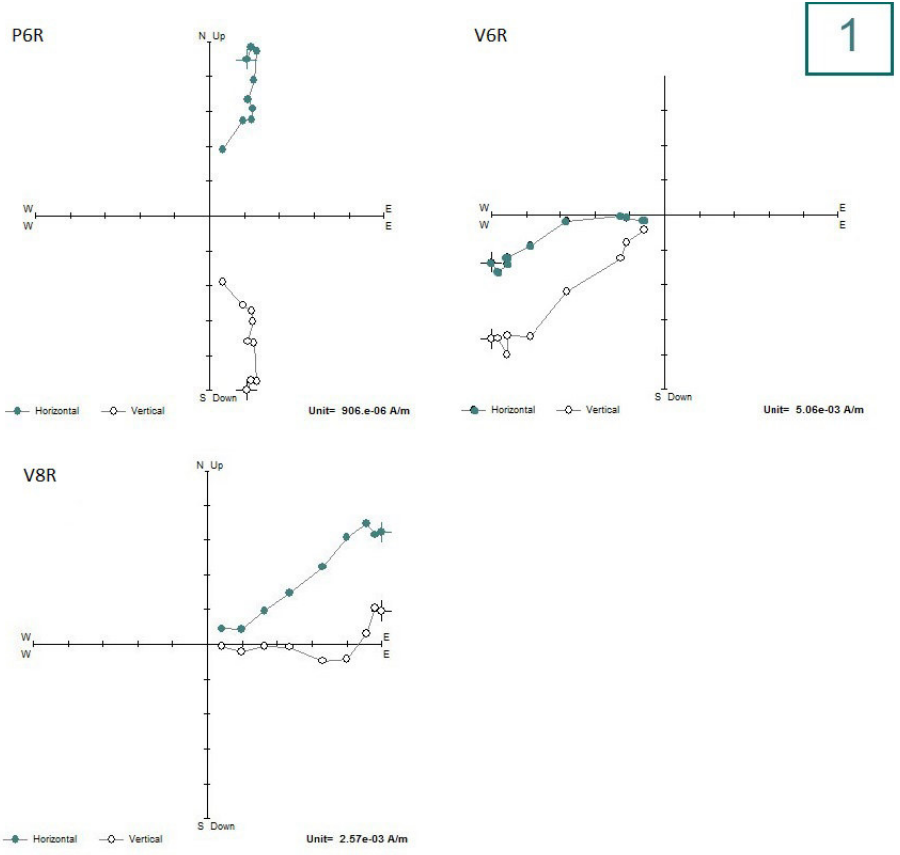 P6R
N Up
W
W
E
E
S Down
Horizontal Vertical Unit= 906.e-06 A/m
V6R
1
W
W
E
E
S Down
Horizontal Vertical Unit= 5.06e-03 A/m
V8R
N Up
W
W
E
E
S Down
Horizontal Vertical Unit= 2.57e-03 A/m